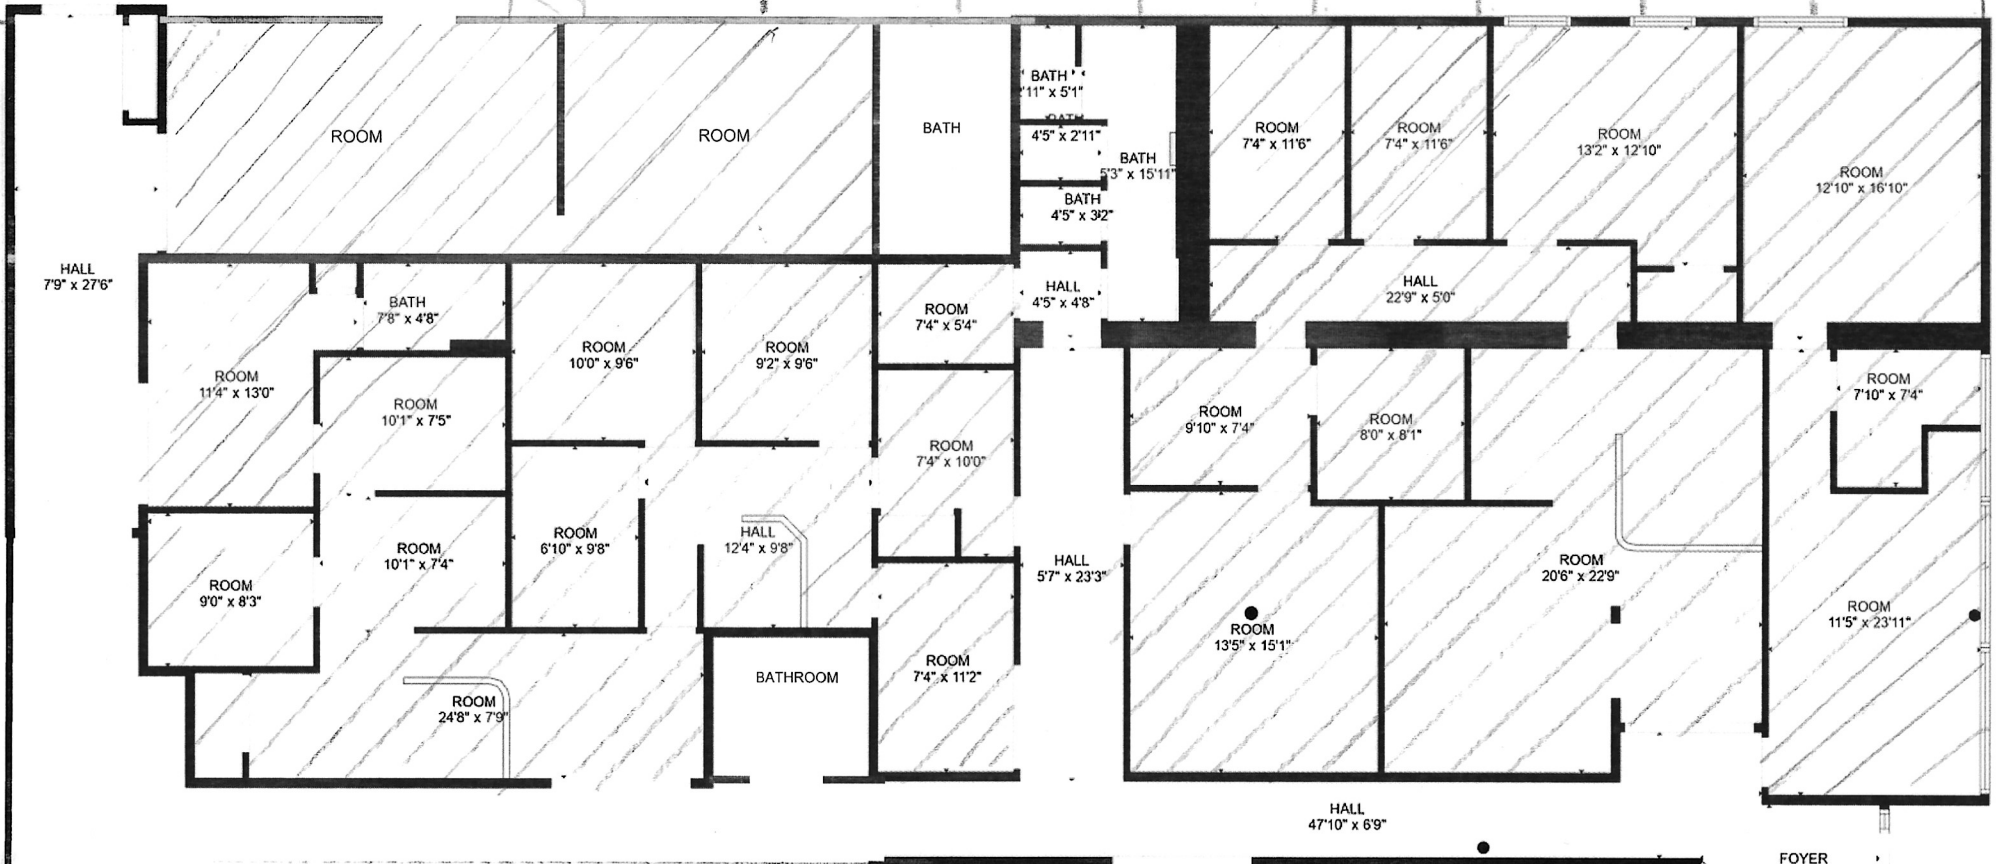 ROOM
ROOM
BATH
BATH
'11" x 5'1"
BATH
4'5" x 2'11"
BATH
5'3" x 15'11"
BATH
4'5" x 3'2"
HALL
4'5" x 4'8"
ROOM
7'4" x 11'6"
ROOM
7'4" x 11'6"
ROOM
13'2" x 12'10"
ROOM
12'10" x 16'10"
HALL
7'9" x 27'6"
HALL
22'9" x 5'0"
BATH
7'8" x 4'8"
ROOM
7'4" x 5'4"
ROOM
11'4" x 13'0"
ROOM
10'1" x 7'5"
ROOM
10'0" x 9'6"
ROOM
9'2" x 9'6"
ROOM
7'4" x 10'0"
ROOM
9'10" x 7'4"
ROOM
8'0" x 8'1"
ROOM
7'10" x 7'4"
ROOM
9'0" x 8'3"
ROOM
10'1" x 7'4"
ROOM
6'10" x 9'8"
HALL
12'4" x 9'8"
HALL
5'7" x 23'3"
ROOM
20'6" x 22'9"
ROOM
13'5" x 15'1"
ROOM
11'5" x 23'11"
ROOM
24'8" x 7'9"
BATHROOM
ROOM
7'4" x 11'2"
HALL
47'10" x 6'9"
FOYER